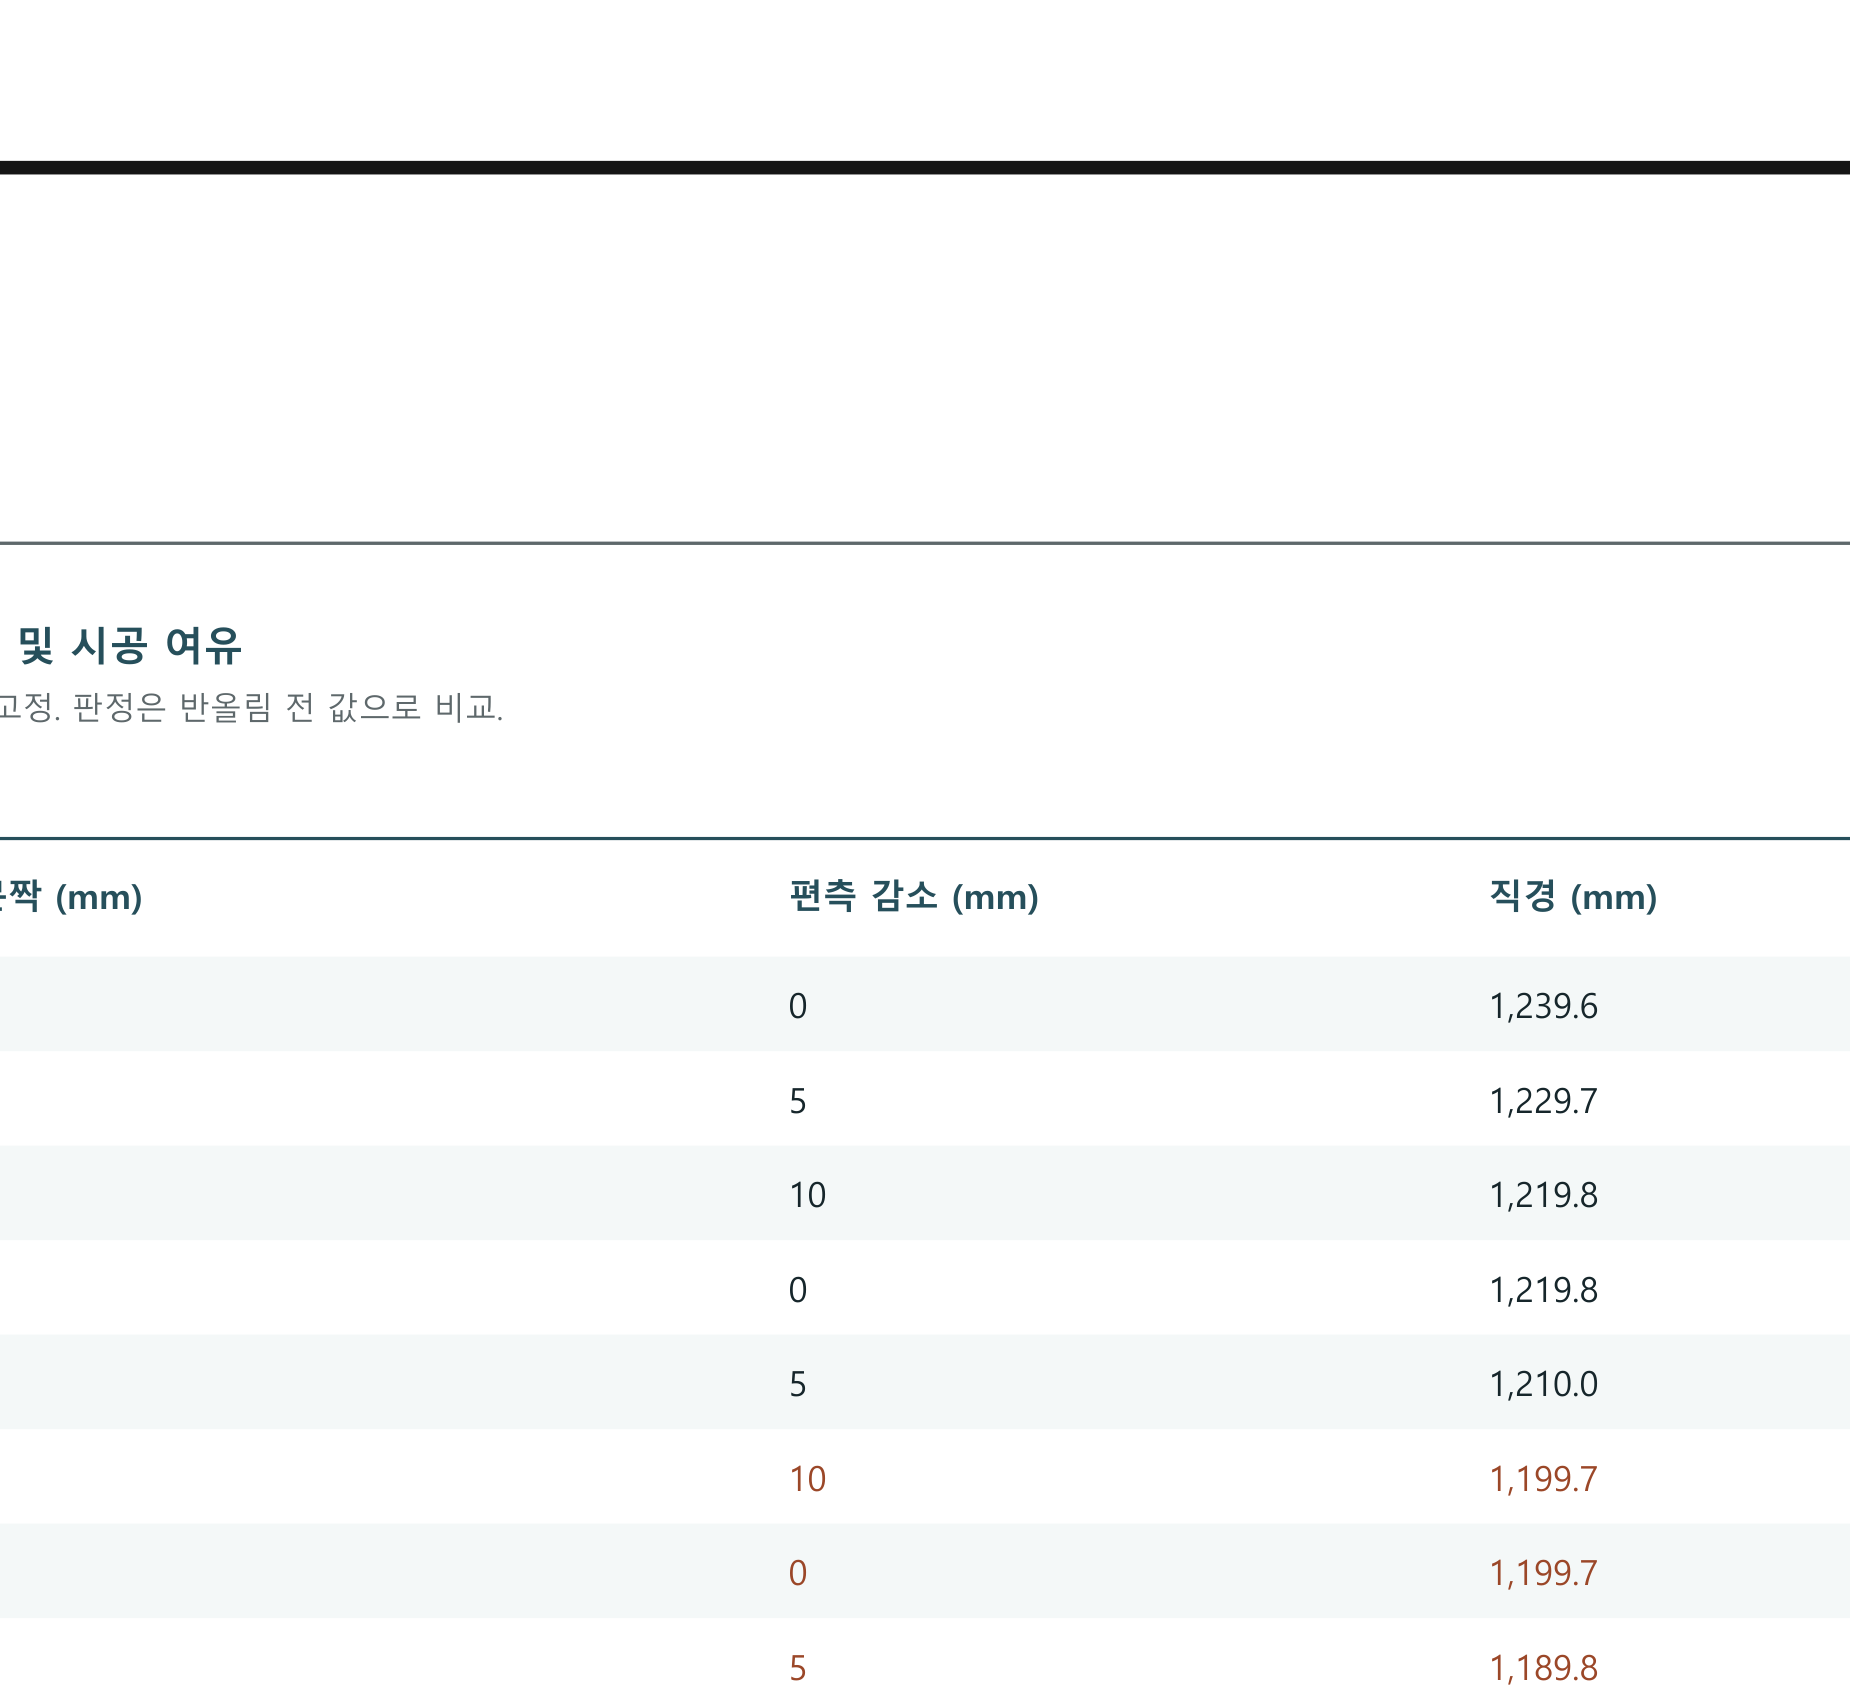 및 시공 여유
고정. 판정은 반올림 전 값으로 비교.
(mm) 편측 감소 (mm) 직경 (mm)
0 1,239.6
5 1,229.7
10 1,219.8
0 1,219.8
5 1,210.0
10 1,199.7
0 1,199.7
5 1,189.8